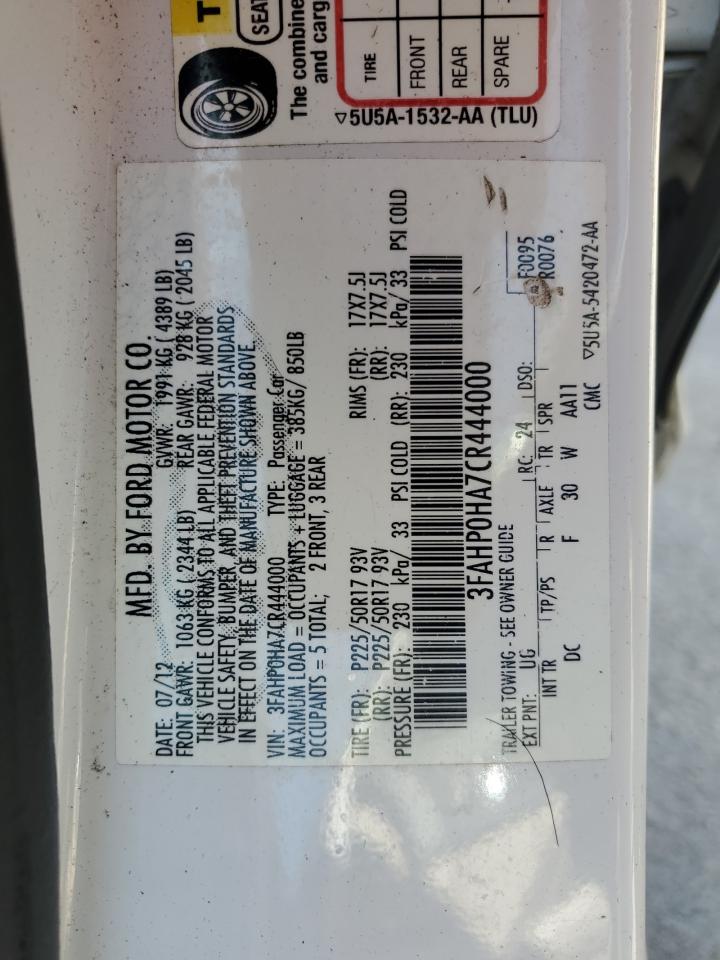 T
SEAT
The combine
and carg
TIRE
FRONT
REAR
SPARE
▽5U5A-1532-AA (TLU)
MFD. BY FORD MOTOR CO.
DATE: 07/12 GVWR: 1991 KG ( 4389 LB)
FRONT GAWR: 1063 KG ( 2344 LB) REAR GAWR: 928 KG ( 2045 LB)
THIS VEHICLE CONFORMS TO ALL APPLICABLE FEDERAL MOTOR
VEHICLE SAFETY, BUMPER, AND THEFT PREVENTION STANDARDS
IN EFFECT ON THE DATE OF MANUFACTURE SHOWN ABOVE.
VIN: 3FAHP0HA7CR444000 TYPE: Passenger Car
MAXIMUM LOAD = OCCUPANTS + LUGGAGE = 385KG/ 850LB
OCCUPANTS = 5 TOTAL; 2 FRONT, 3 REAR
TIRE (FR): P225/50R17 93V RIMS (FR): 17X7.5J
(RR): P225/50R17 93V (RR): 17X7.5J
PRESSURE (FR): 230 kPa/ 33 PSI COLD (RR): 230 kPa/ 33 PSI COLD
3FAHP0HA7CR444000
TRAILER TOWING - SEE OWNER GUIDE
F0095
EXT PNT: UG RC: 24 DSO: R0076
INT TR TP/PS R AXLE TR SPR
DC F 30 W AA11
CMC ▽5U5A-5420472-AA